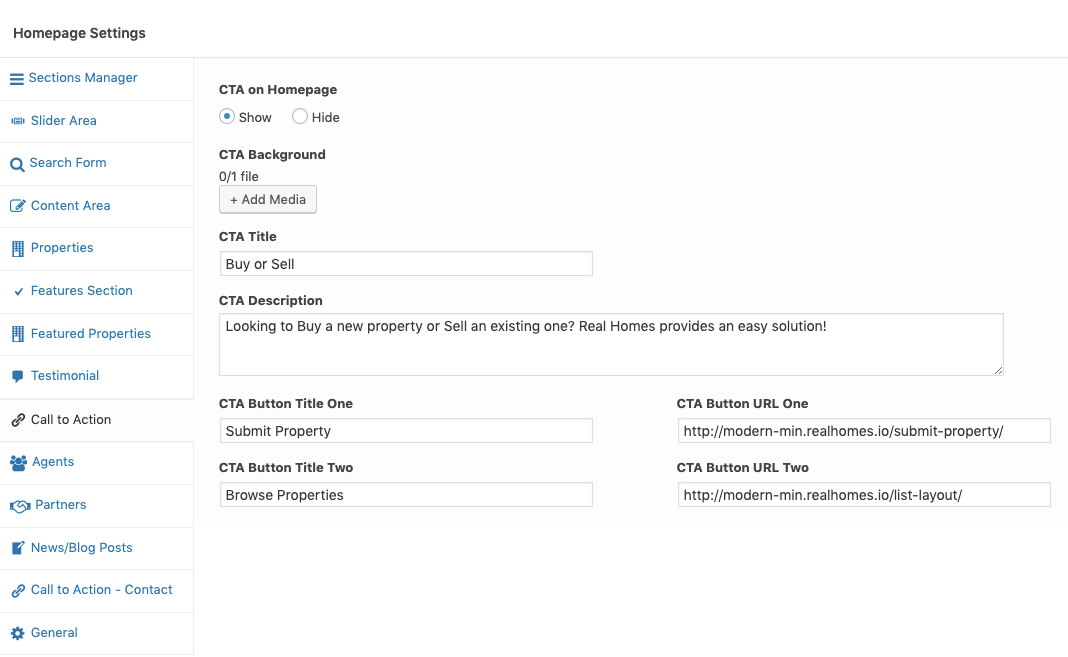 Homepage Settings
Sections Manager
Slider Area
Search Form
Content Area
Properties
Features Section
Featured Properties
Testimonial
Call to Action
Agents
Partners
News/Blog Posts
Call to Action - Contact
General
CTA on Homepage
Show Hide
CTA Background
0/1 file
+ Add Media
CTA Title
Buy or Sell
CTA Description
Looking to Buy a new property or Sell an existing one? Real Homes provides an easy solution!
CTA Button Title One CTA Button URL One
Submit Property http://modern-min.realhomes.io/submit-property/
CTA Button Title Two CTA Button URL Two
Browse Properties http://modern-min.realhomes.io/list-layout/